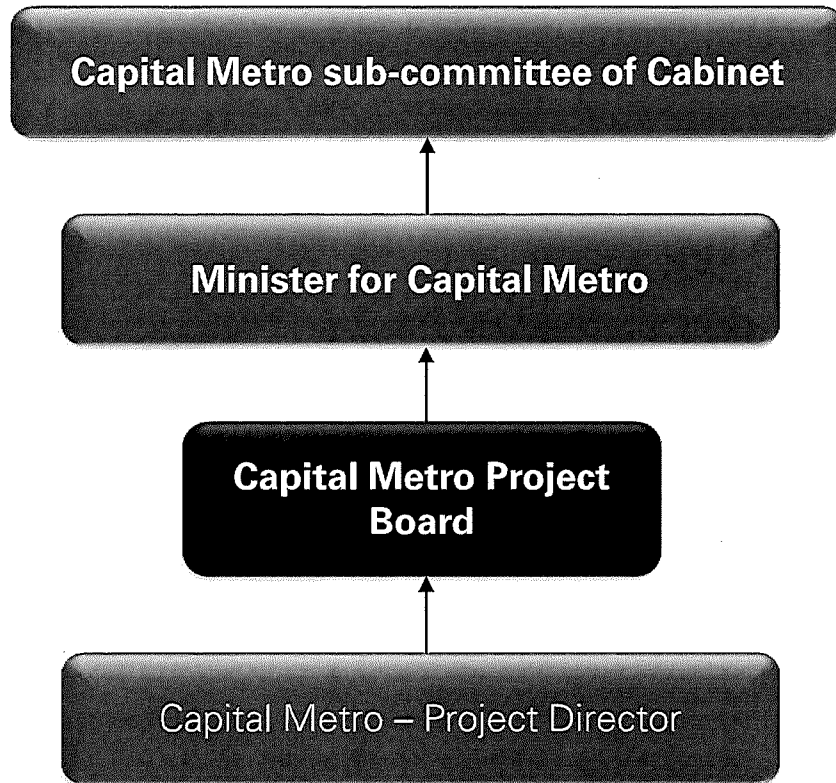 Capital Metro sub-committee of Cabinet
Minister for Capital Metro
Capital Metro Project
Board
Capital Metro – Project Director